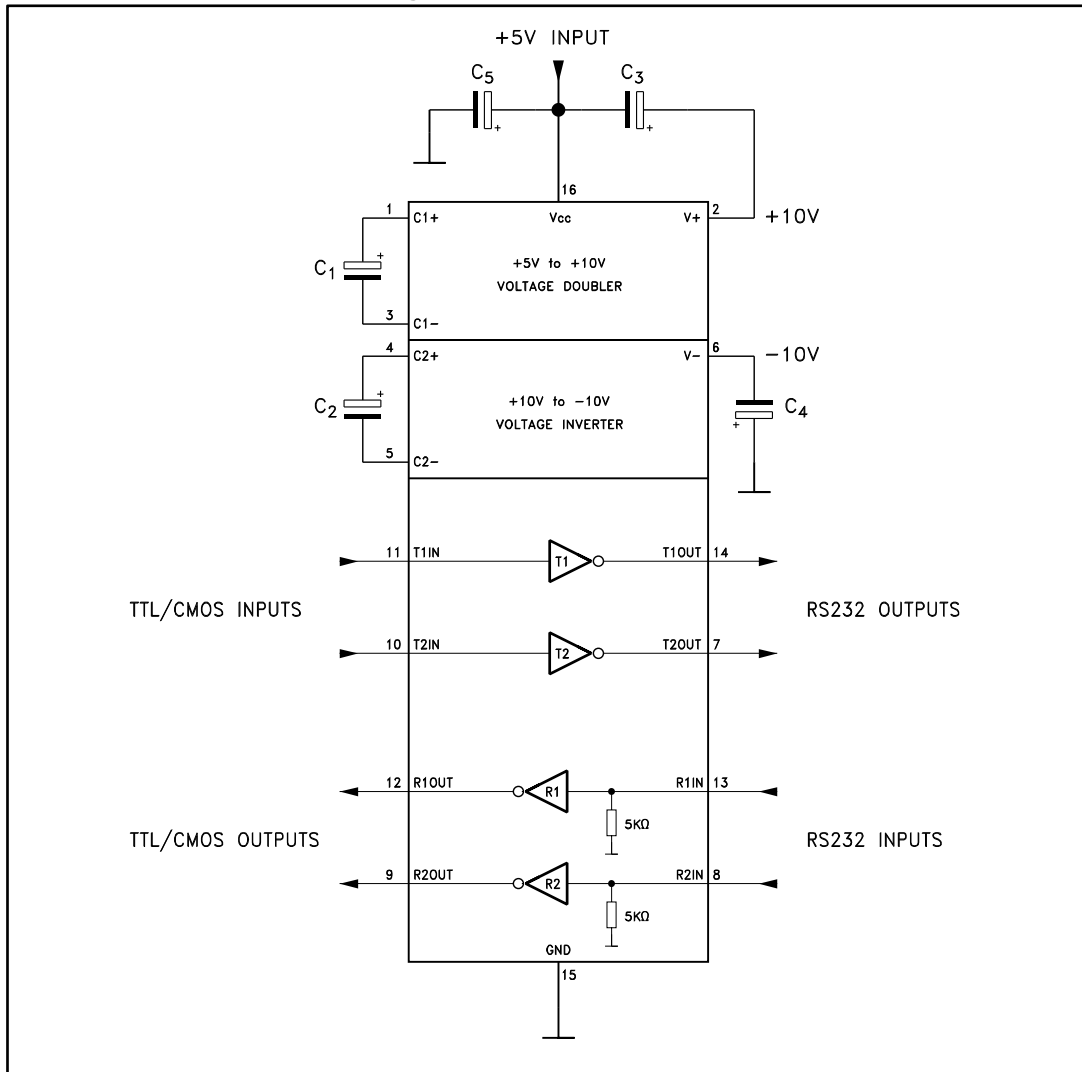 +5V INPUT
C5 C3
+ +
16
1 C1+ Vcc V+ 2 +10V
+
C1
+5V to +10V
VOLTAGE DOUBLER
3 C1-
4 C2+ V- 6 -10V
+
C2
+10V to -10V
VOLTAGE INVERTER
C4
+
5 C2-
11 T1IN T1 T1OUT 14
TTL/CMOS INPUTS RS232 OUTPUTS
10 T2IN T2 T2OUT 7
12 R1OUT R1 R1IN 13
5KΩ
TTL/CMOS OUTPUTS RS232 INPUTS
9 R2OUT R2 R2IN 8
5KΩ
GND
15